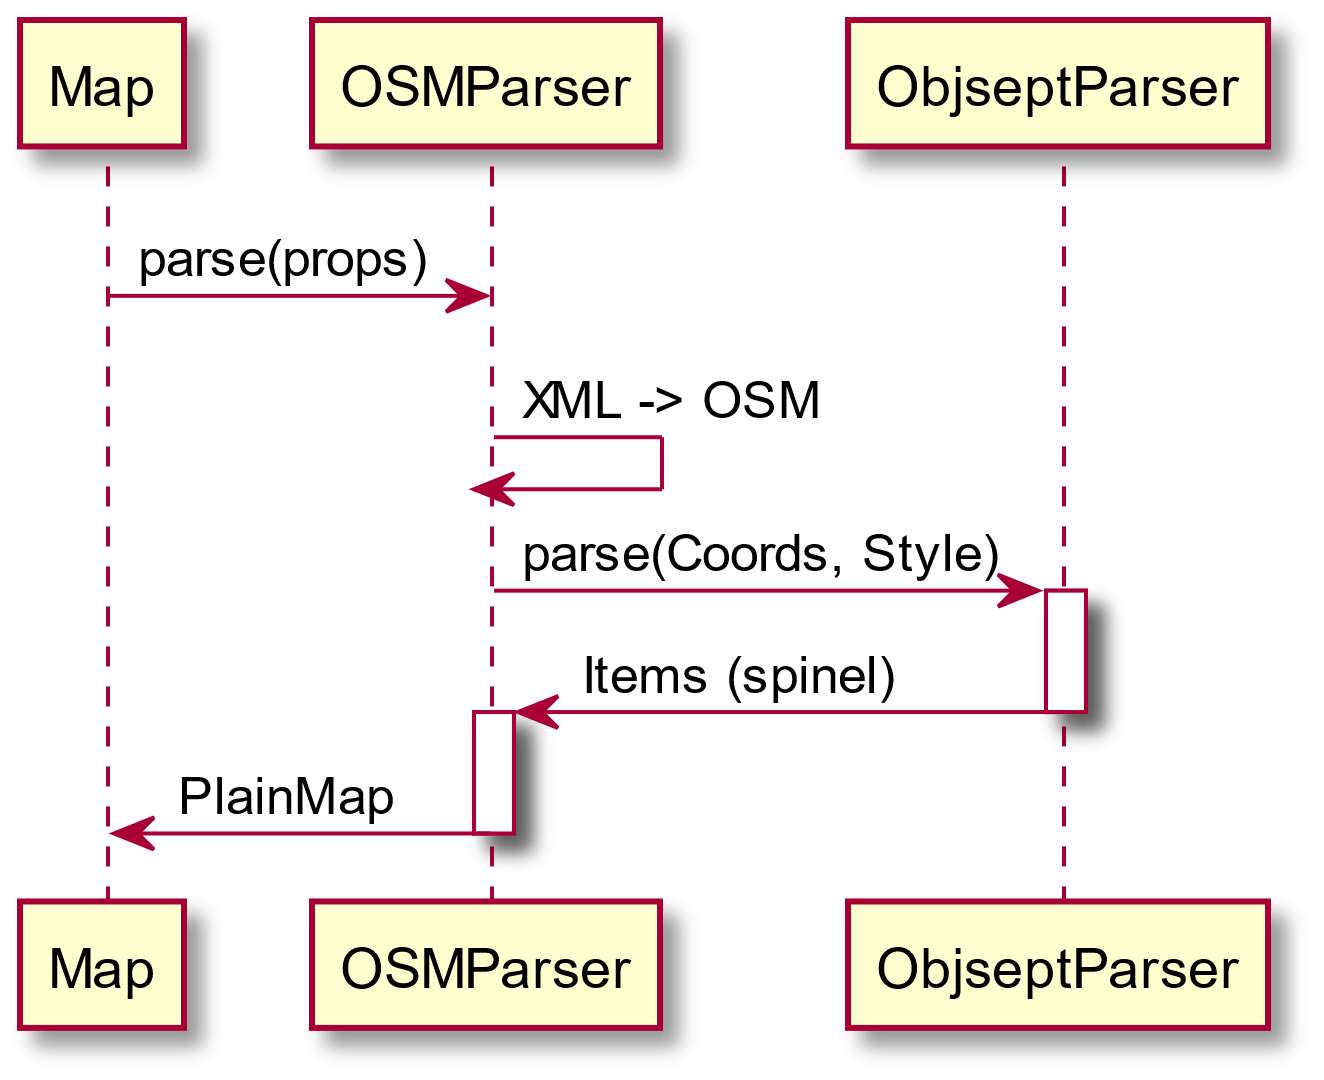 Map
OSMParser
ObjseptParser
parse(props)
XML -> OSM
parse(Coords, Style)
Items (spinel)
PlainMap
Map
OSMParser
ObjseptParser